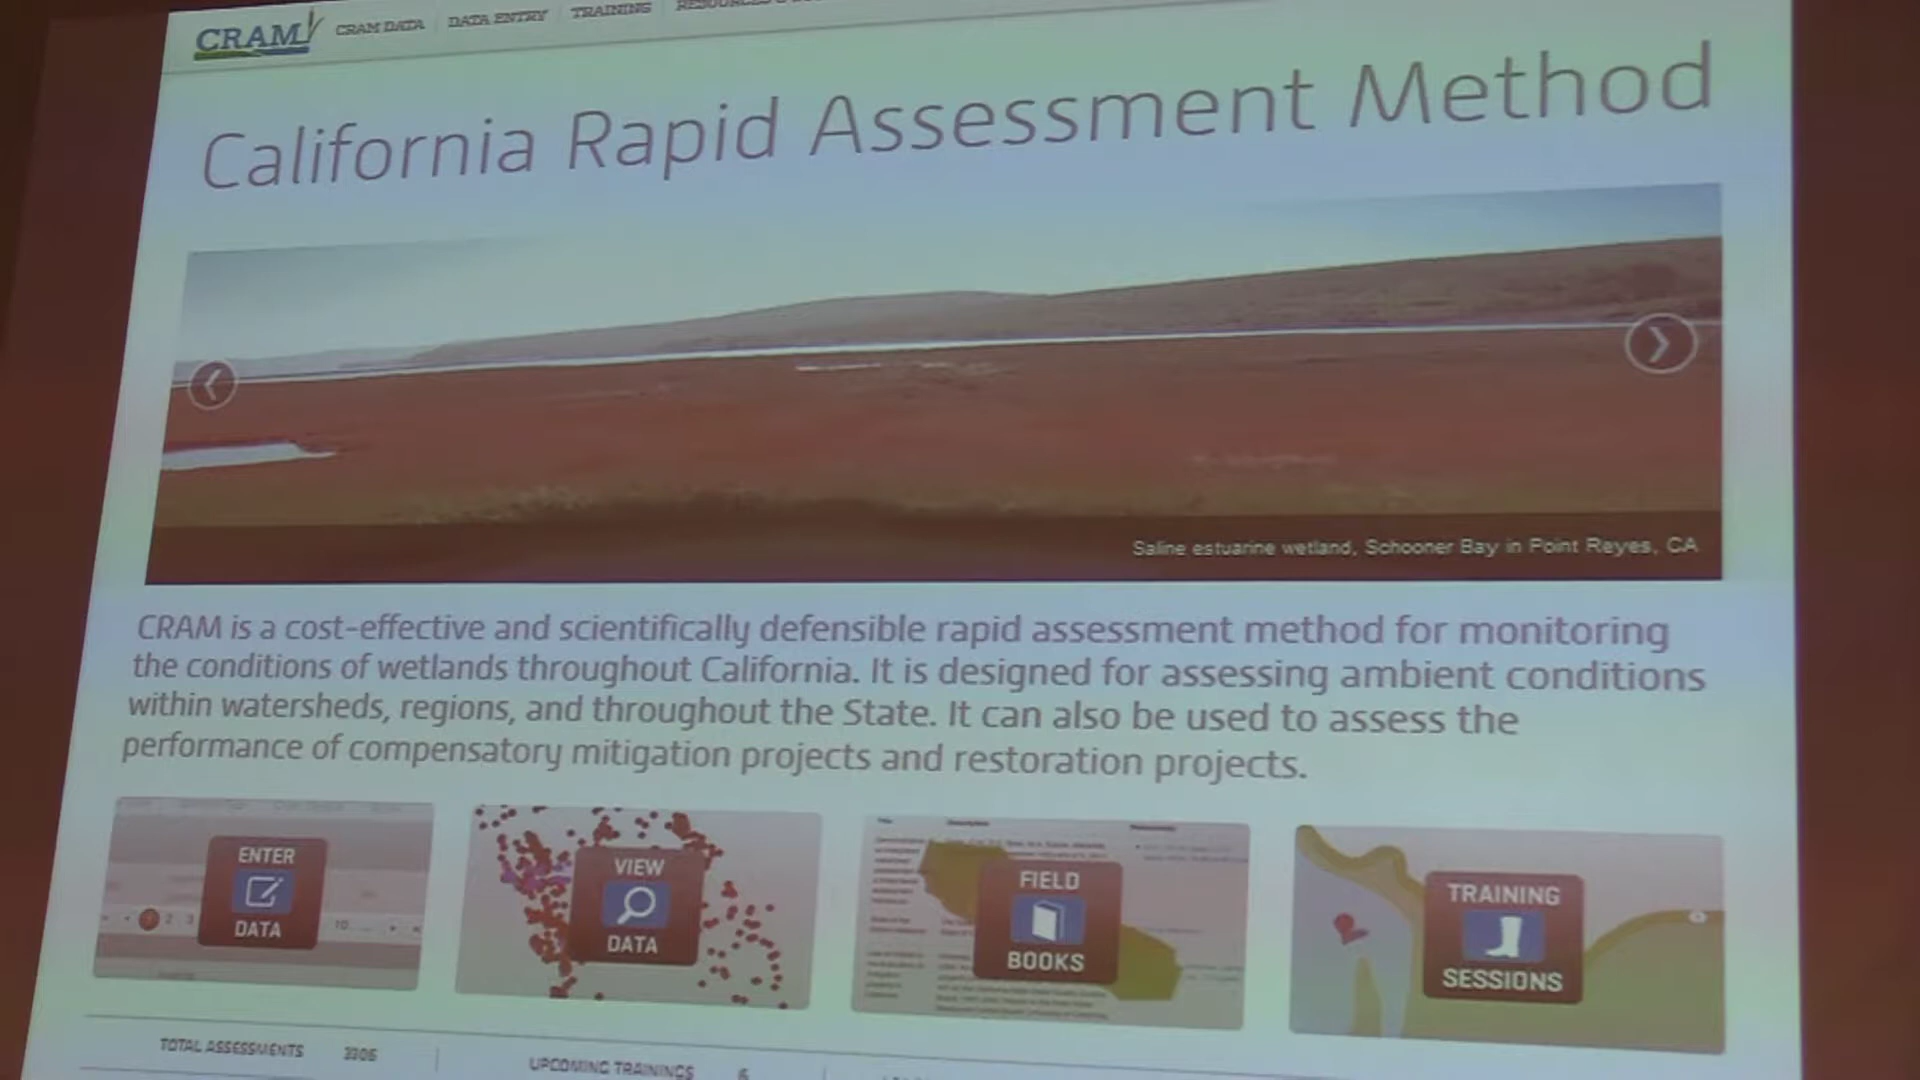 CRAM CRAM DATA DATA ENTRY TRAINING
California Rapid Assessment Method
Saline estuarine wetland, Schooner Bay in Point Reyes, CA
CRAM is a cost-effective and scientifically defensible rapid assessment method for monitoring
the conditions of wetlands throughout California. It is designed for assessing ambient conditions
within watersheds, regions, and throughout the State. It can also be used to assess the
performance of compensatory mitigation projects and restoration projects.
ENTER
DATA
VIEW
DATA
FIELD
BOOKS
TRAINING
SESSIONS
TOTAL ASSESSMENTS
UPCOMING TRAININGS 6